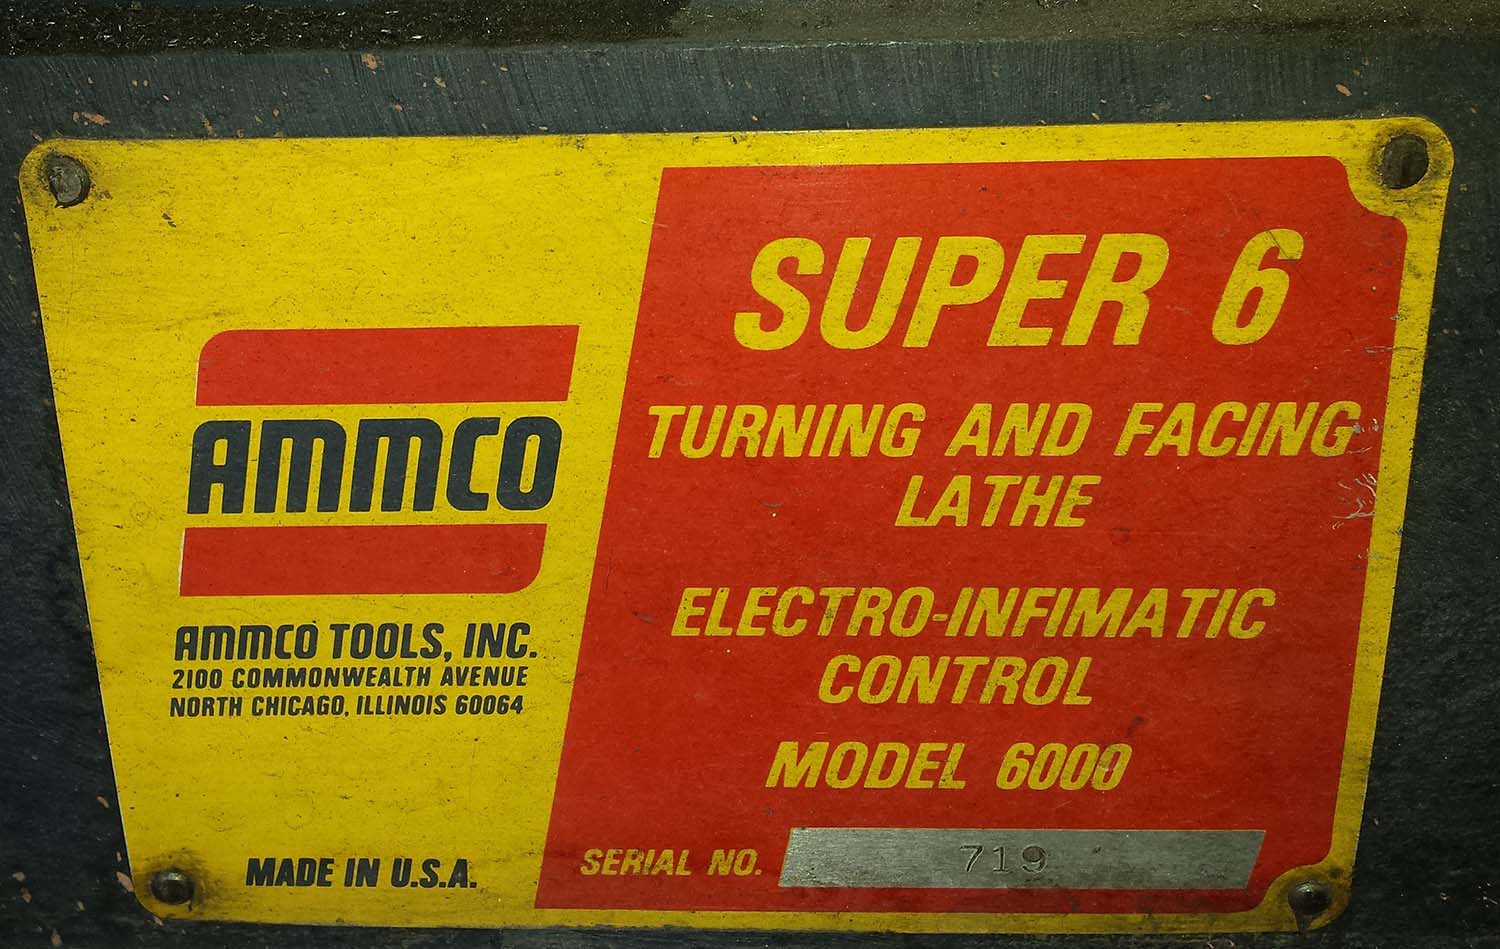 AMMCO
AMMCO TOOLS, INC.
2100 COMMONWEALTH AVENUE
NORTH CHICAGO, ILLINOIS 60064
MADE IN U.S.A.
SUPER 6
TURNING AND FACING
LATHE
ELECTRO-INFIMATIC
CONTROL
MODEL 6000
SERIAL NO. 719